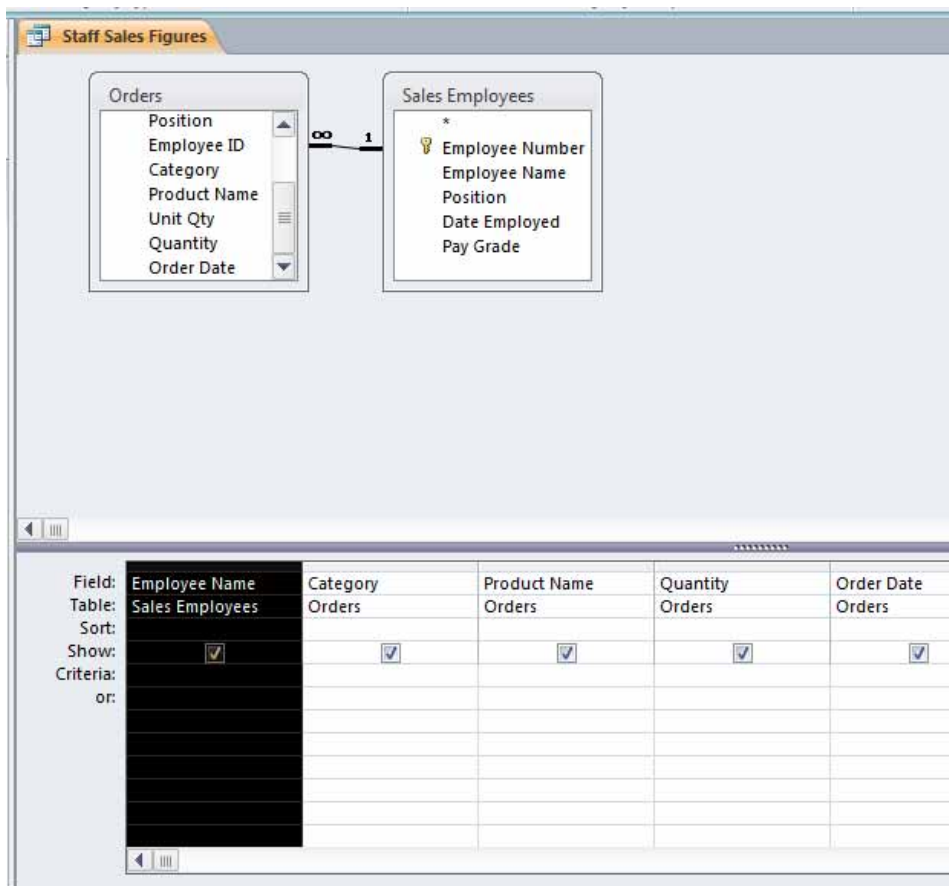 Staff Sales Figures
Orders
Position
Employee ID
Category
Product Name
Unit Qty
Quantity
Order Date
∞ 1
Sales Employees
*
Employee Number
Employee Name
Position
Date Employed
Pay Grade
Field: Employee Name Category Product Name Quantity Order Date
Table: Sales Employees Orders Orders Orders Orders
Sort:
Show:
Criteria:
or: